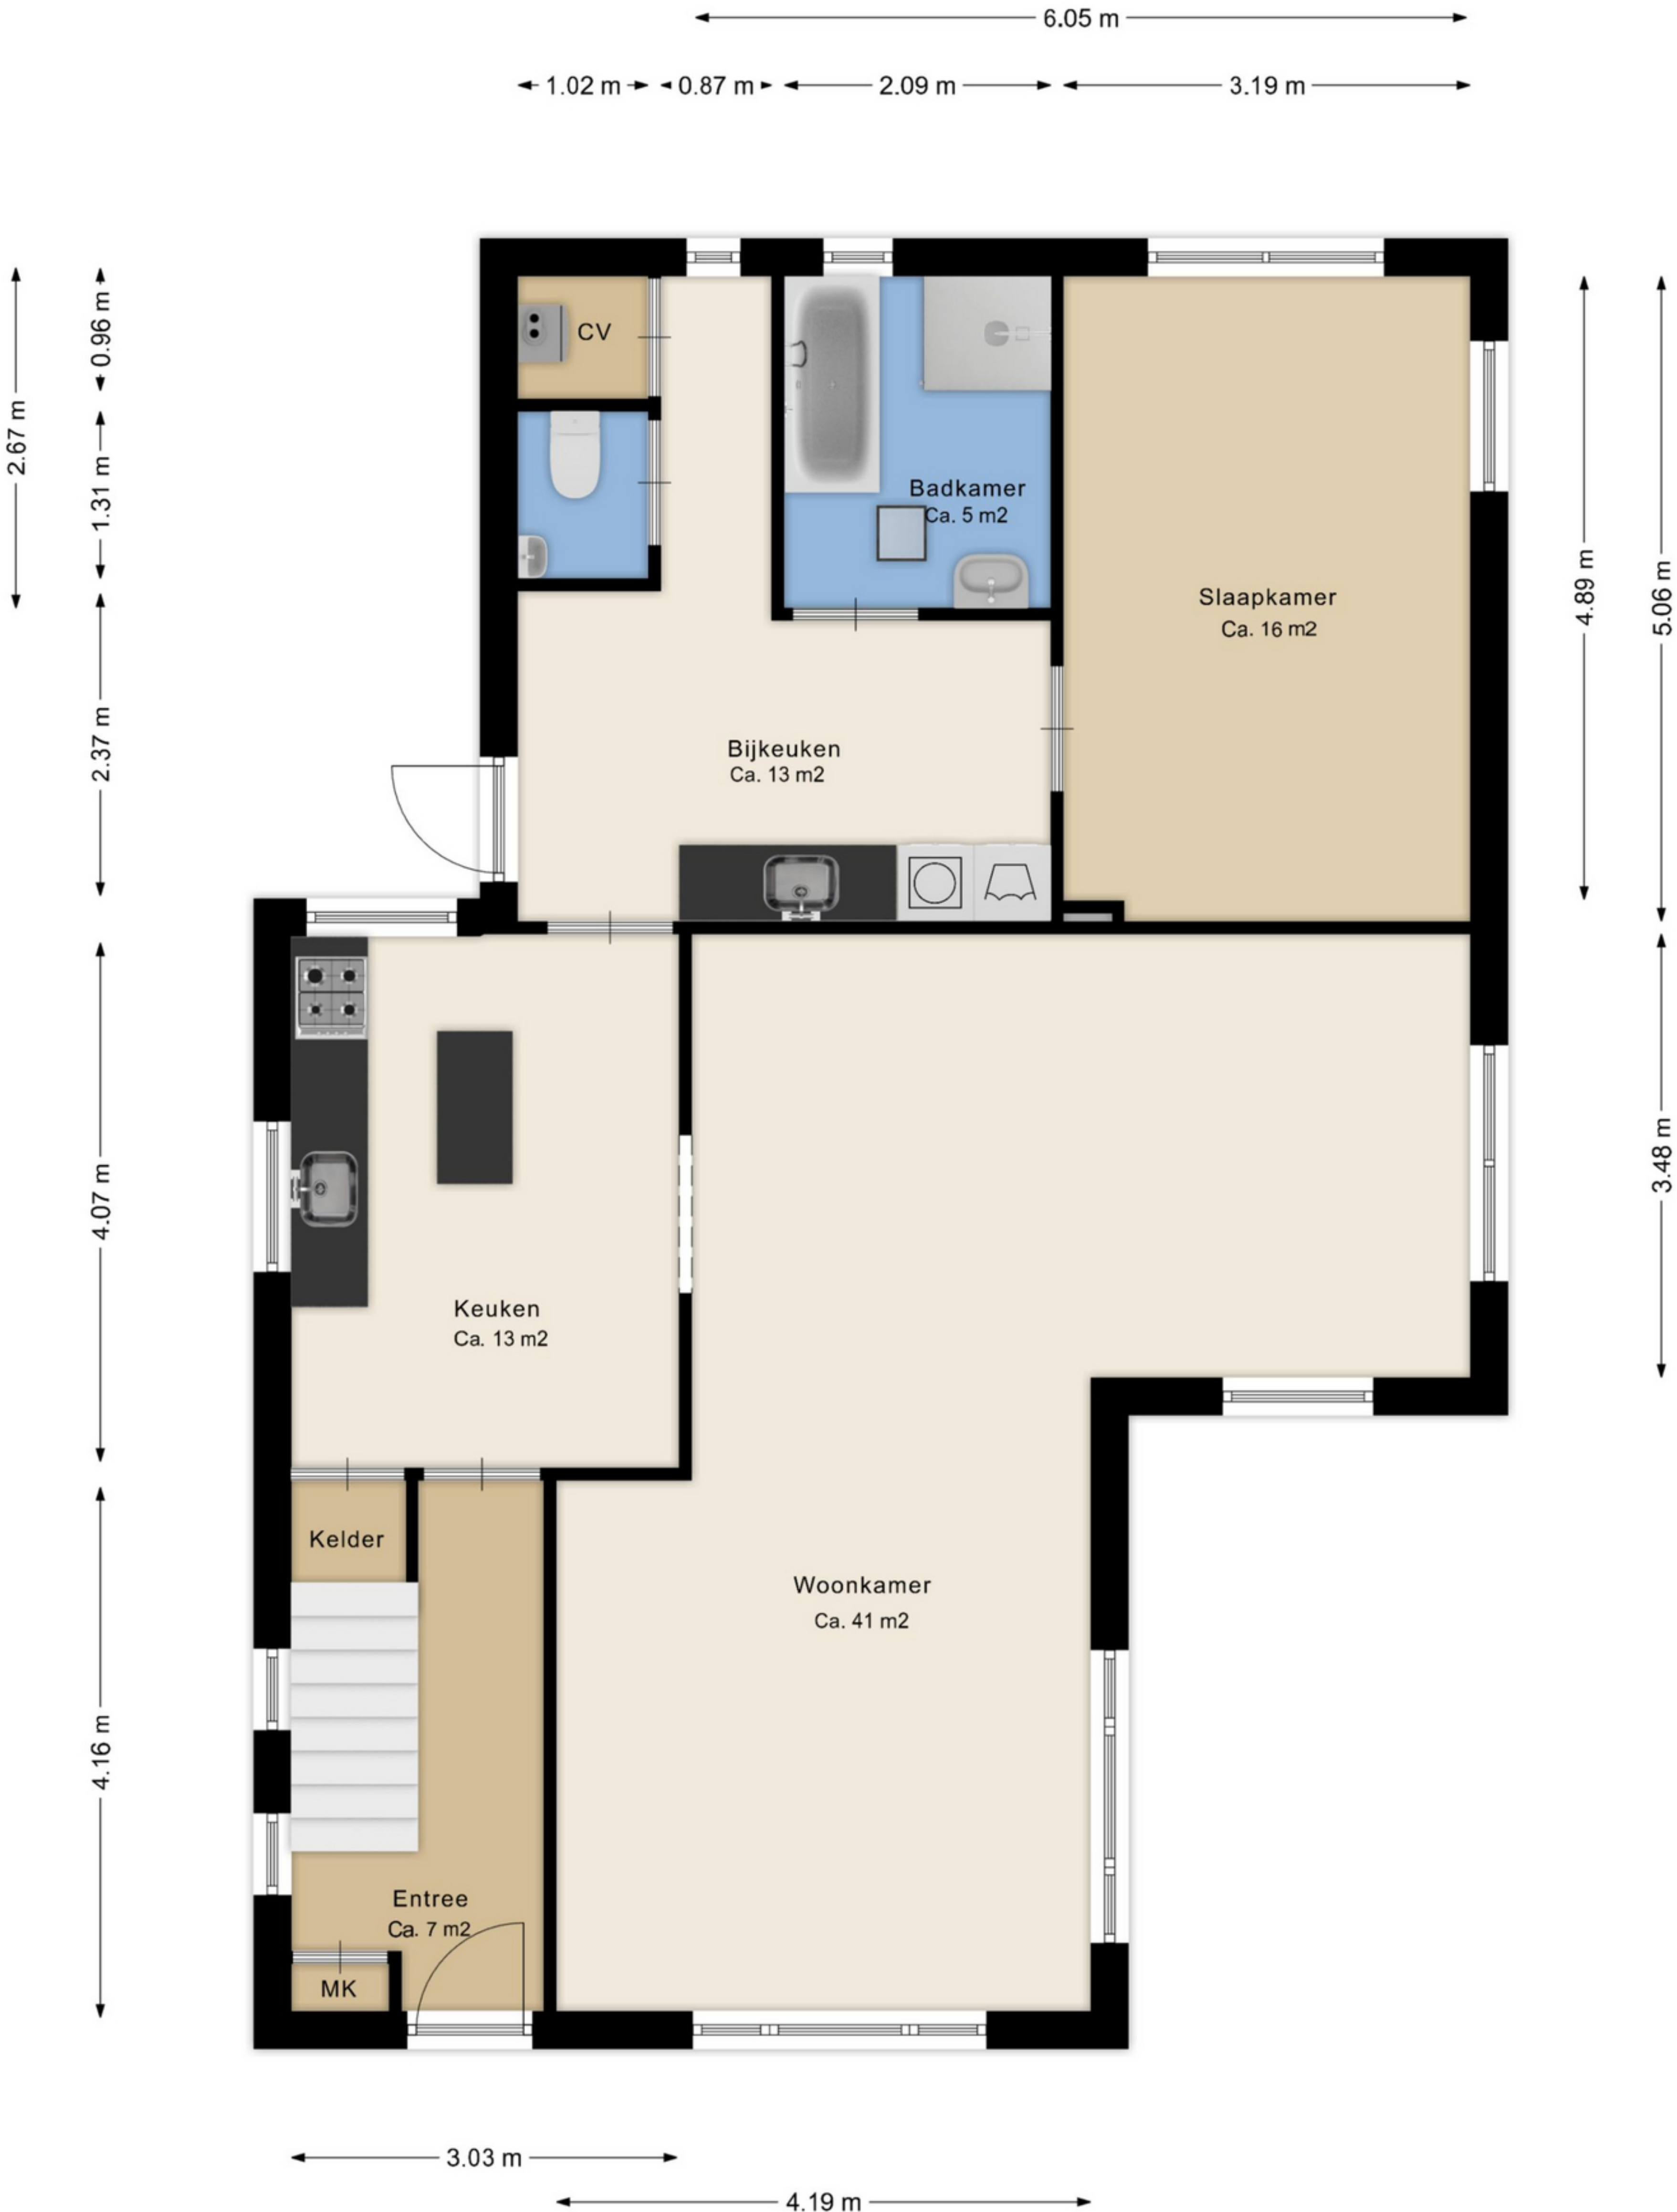 6.05 m
1.02 m
0.87 m
2.09 m
3.19 m
2.67 m
0.96 m
1.31 m
2.37 m
4.07 m
4.16 m
4.89 m
5.06 m
3.48 m
CV
Badkamer
Ca. 5 m2
Slaapkamer
Ca. 16 m2
Bijkeuken
Ca. 13 m2
Keuken
Ca. 13 m2
Kelder
Woonkamer
Ca. 41 m2
Entree
Ca. 7 m2
MK
3.03 m
4.19 m